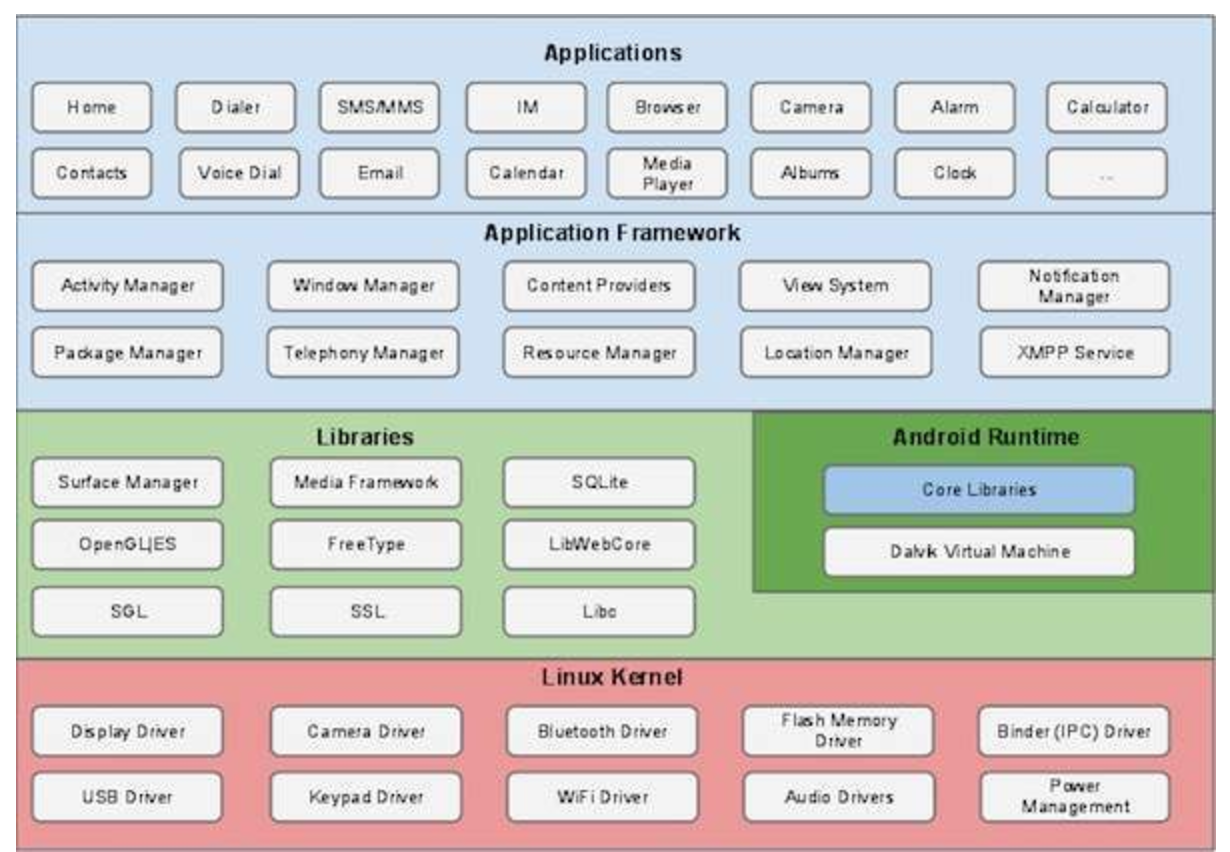 Applications
Home
Dialer
SMS/MMS
IM
Browser
Camera
Alarm
Calculator
Contacts
Voice Dial
Email
Calendar
Media
Player
Albums
Clock
...
Application Framework
Activity Manager
Window Manager
Content Providers
View System
Notification
Manager
Package Manager
Telephony Manager
Resource Manager
Location Manager
XMPP Service
Libraries
Surface Manager
Media Framework
SQLite
OpenGL|ES
FreeType
LibWebCore
SGL
SSL
Libc
Android Runtime
Core Libraries
Dalvik Virtual Machine
Linux Kernel
Display Driver
Camera Driver
Bluetooth Driver
Flash Memory
Driver
Binder (IPC) Driver
USB Driver
Keypad Driver
WiFi Driver
Audio Drivers
Power
Management